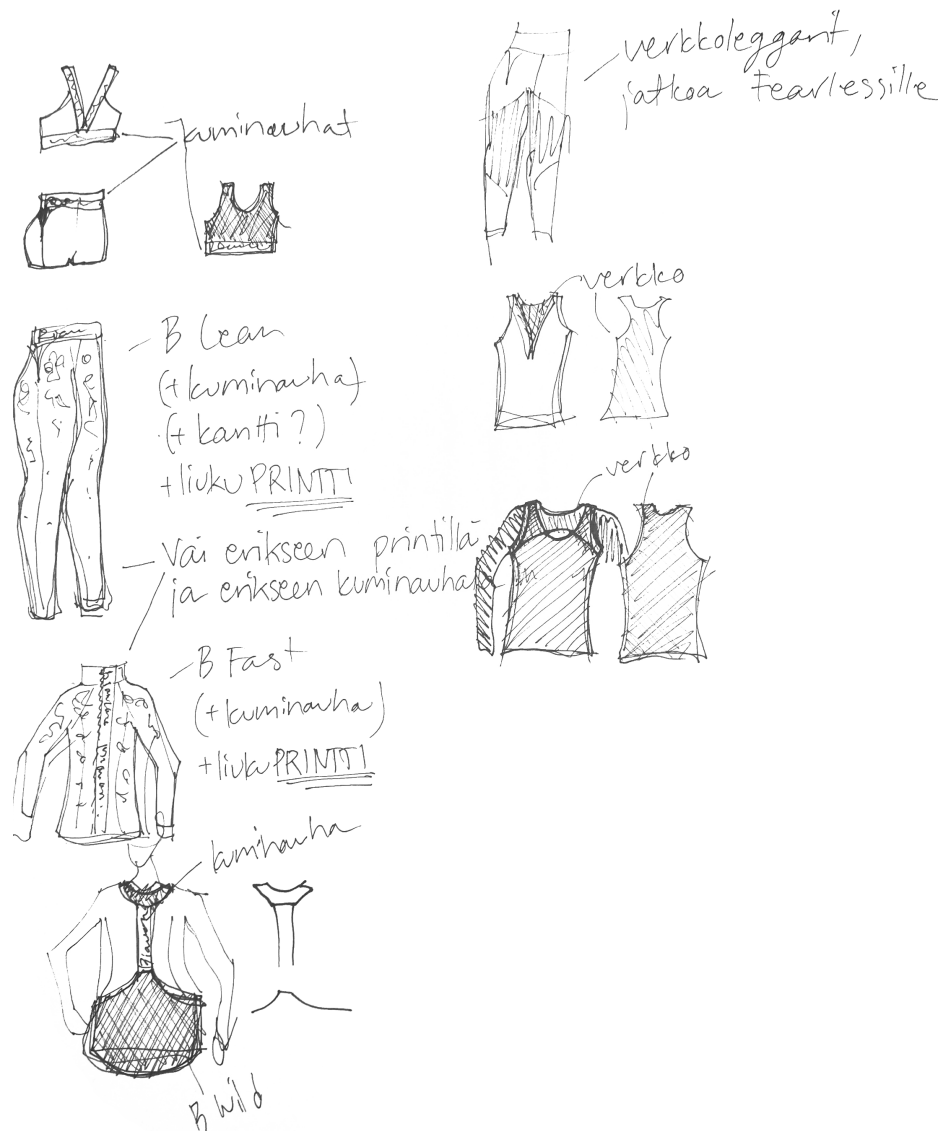 kuminauhat
B Lean
(+kuminauha)
(+ kantti?)
+liuku PRINTTI
Vai erikseen printillä
ja erikseen kuminauha
B Fast
(+kuminauha)
+liuku PRINTTI
kuminauha
B Wild
verkkoleggarit,
jatkoa Fearlessille
verkko
verkko